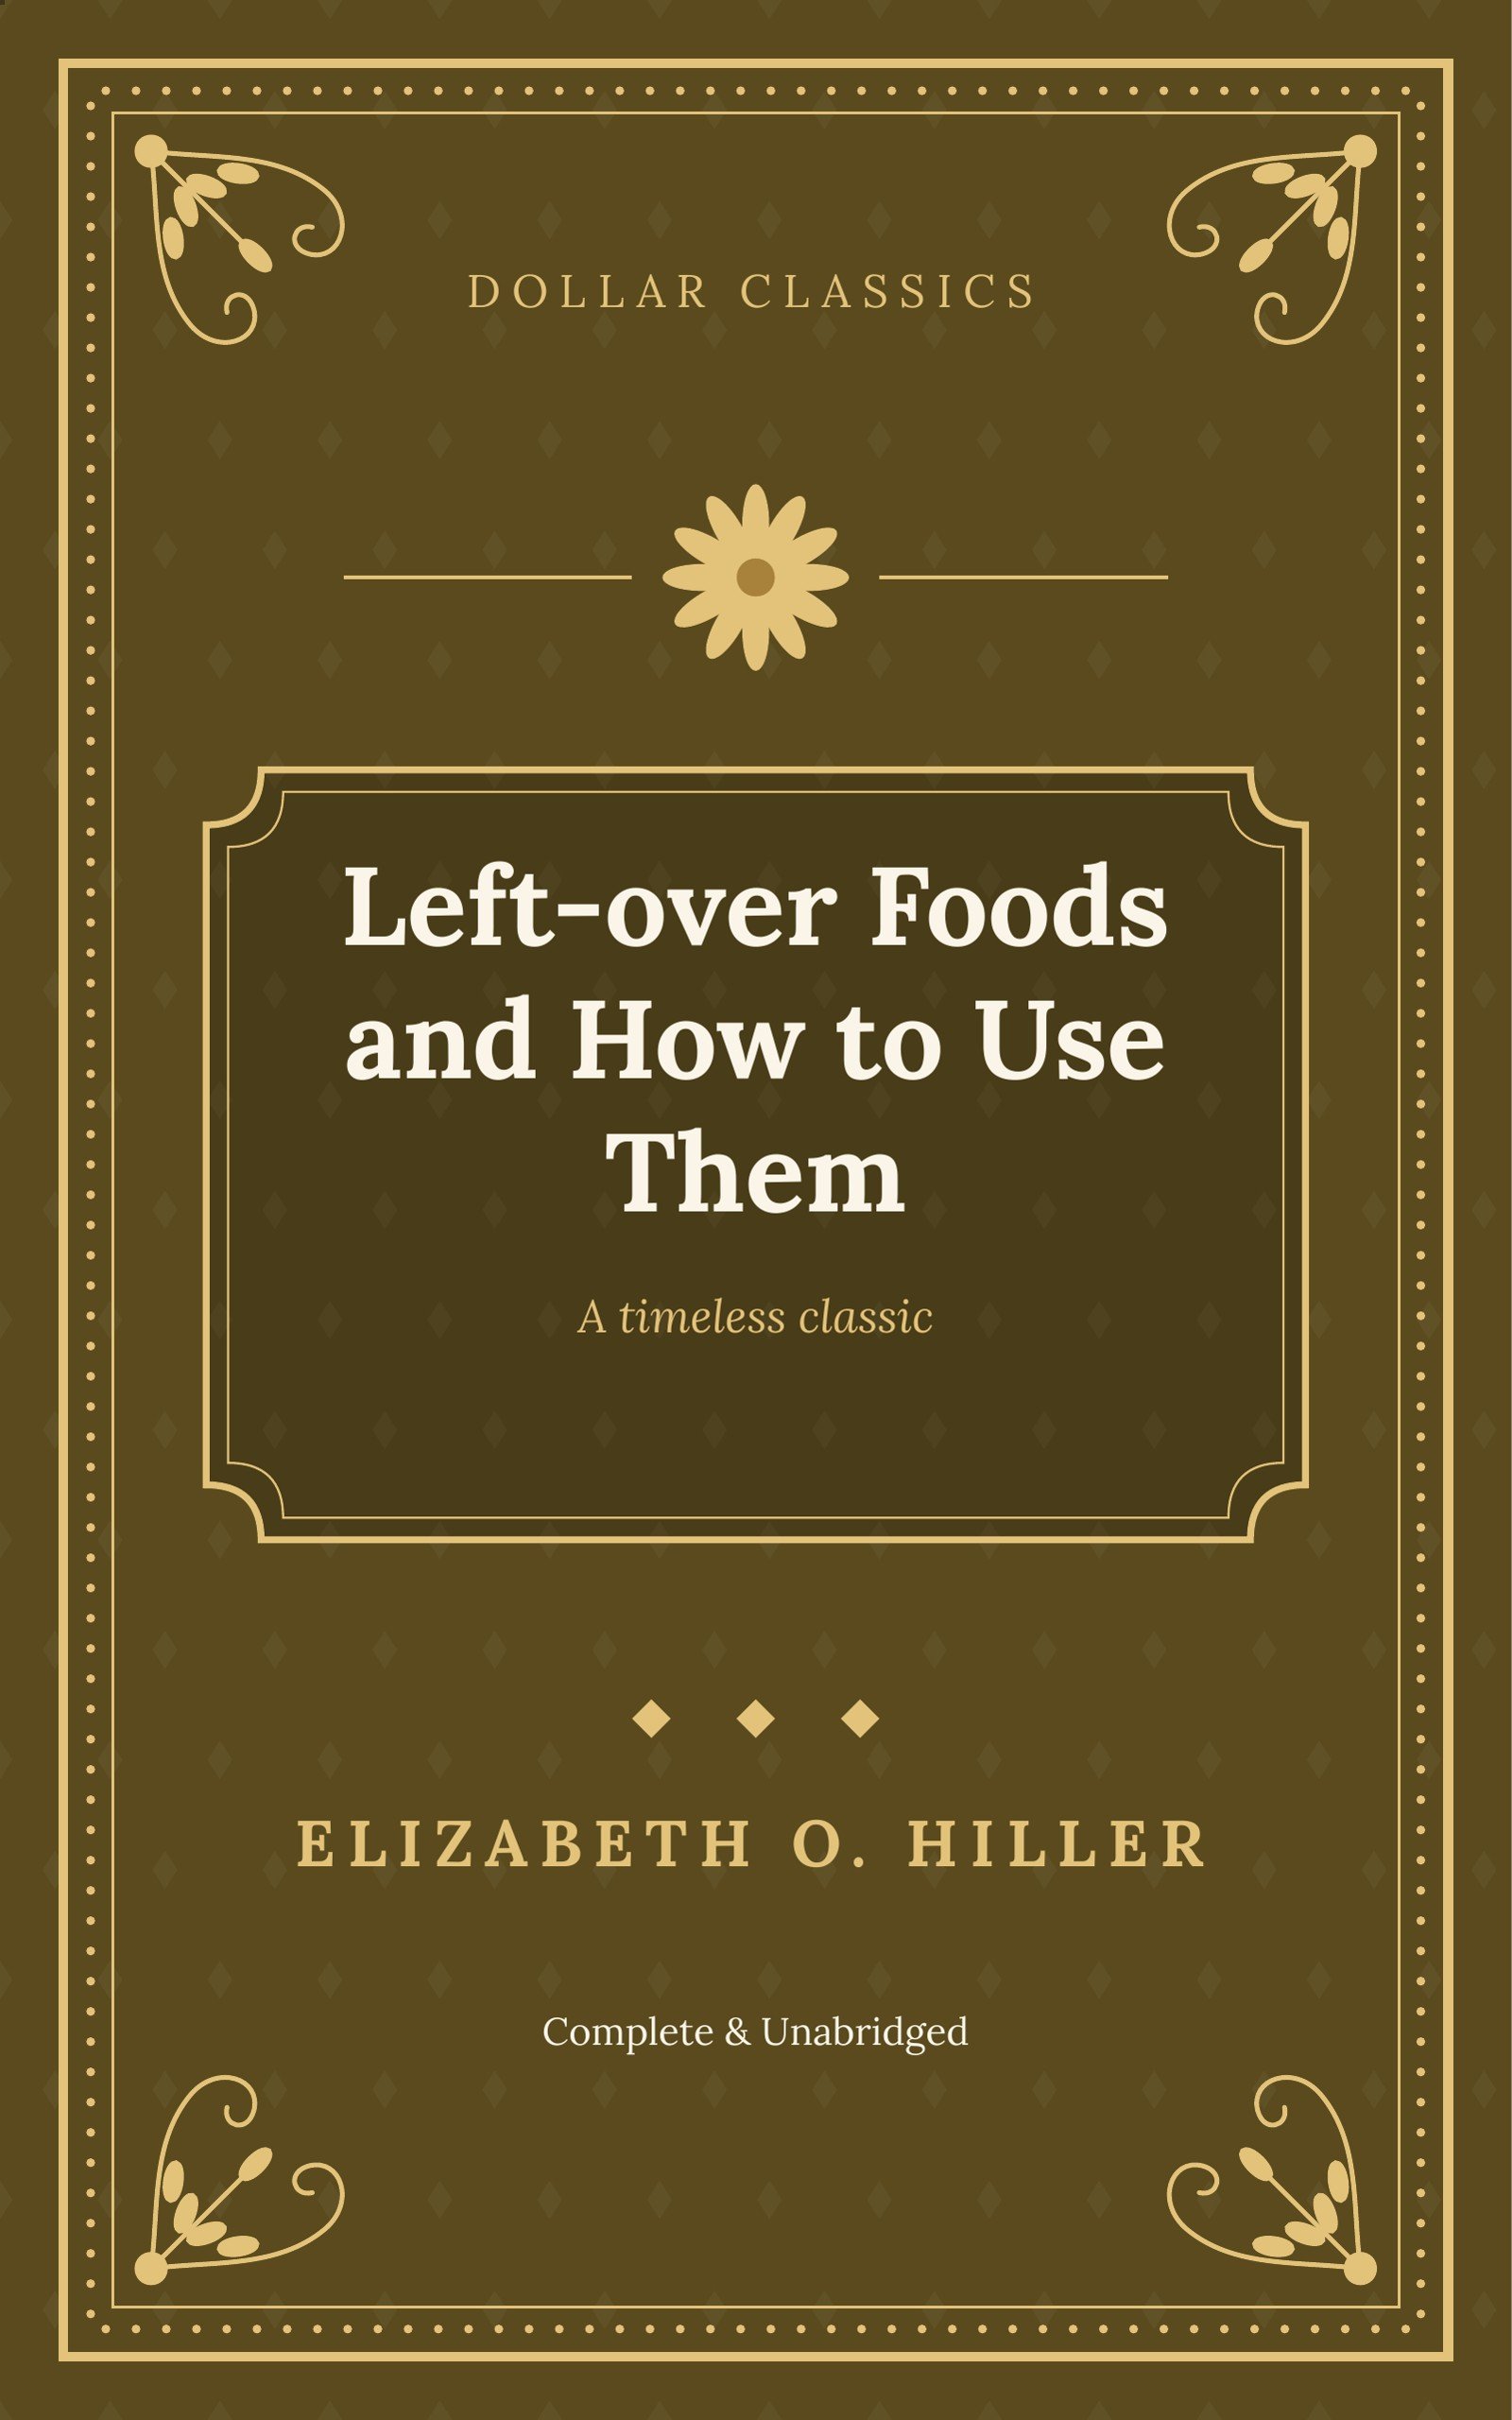 DOLLAR CLASSICS
Left-over Foods
and How to Use
Them
A timeless classic
ELIZABETH O. HILLER
Complete & Unabridged